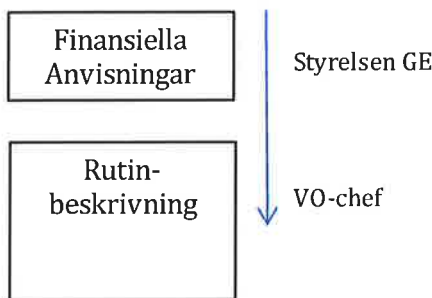 Finansiella
Anvisningar
Styrelsen GE
Rutin-
beskrivning
VO-chef